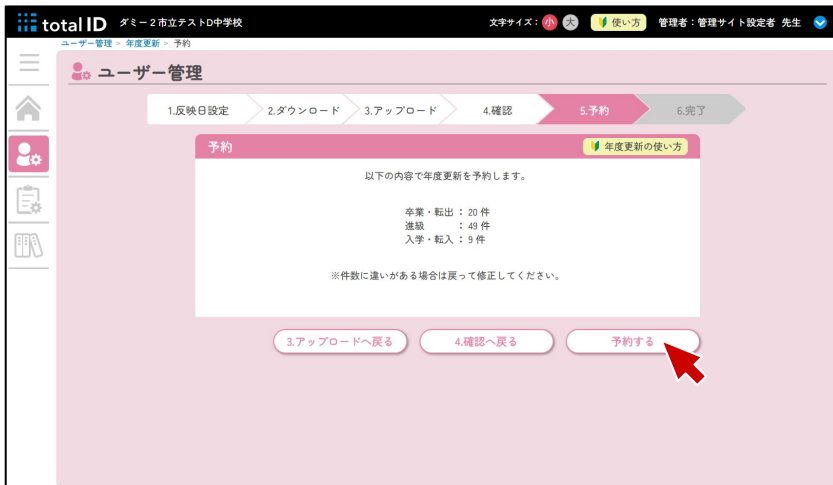 total ID ダミー2市立テストD中学校 文字サイズ：小 大 使い方 管理者：管理サイト設定者 先生
ユーザー管理 > 年度更新 > 予約
ユーザー管理
1.反映日設定 2.ダウンロード 3.アップロード 4.確認 5.予約 6.完了
予約 年度更新の使い方
以下の内容で年度更新を予約します。
卒業・転出：20 件
進級 ：49 件
入学・転入：9 件
※件数に違いがある場合は戻って修正してください。
3.アップロードへ戻る 4.確認へ戻る 予約する